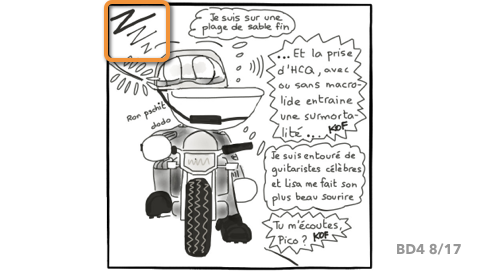 N N N N
Je suis sur une
plage de sable fin
... Et la prise
d'HCQ, avec
ou sans macro-
lide entraine
une surmorta-
lité... KOF
Ron pschit
dodo
Je suis entouré de
guitaristes célèbres
et Lisa me fait son
plus beau sourire
Tu m'écoutes,
Pico ? KOF
BD4 8/17